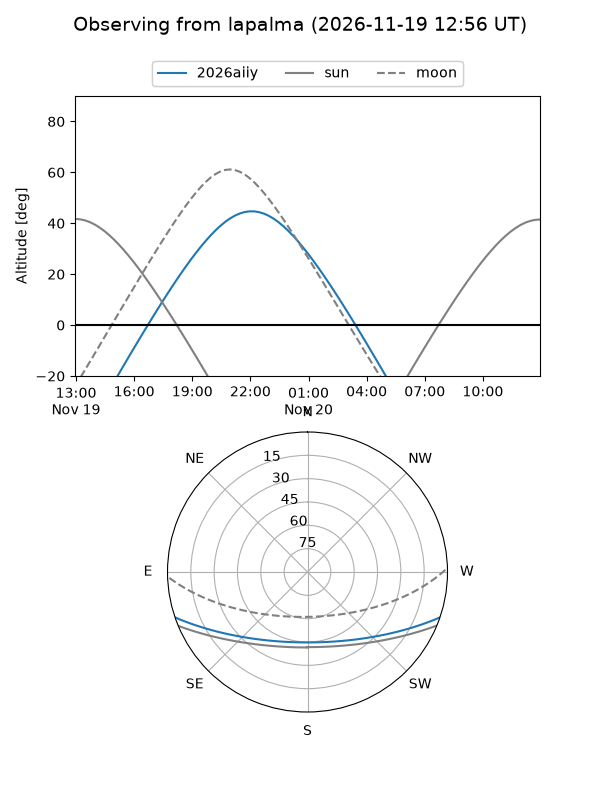 Observing from lapalma (2026-11-19 12:56 UT)
2026aily sun moon
Altitude [deg]
80
60
40
20
0
−20
13:00 16:00 19:00 22:00 01:00 04:00 07:00 10:00
Nov 19 Nov 20
N
NE NW
15
30
45
60
75
E W
SE SW
S